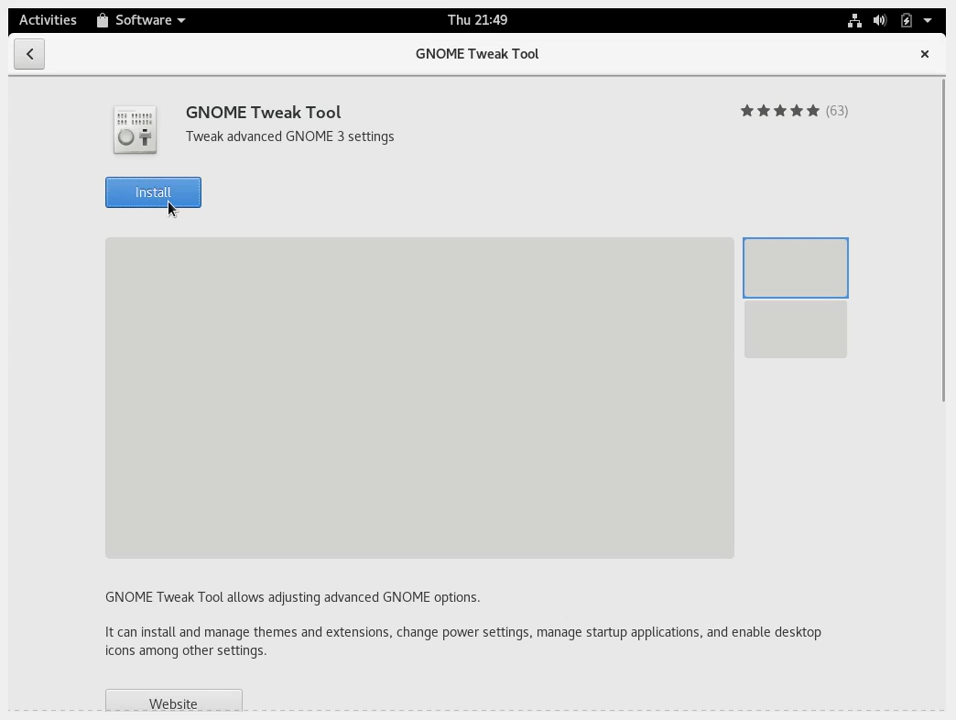 Activities Software Thu 21:49
GNOME Tweak Tool
GNOME Tweak Tool (63)
Tweak advanced GNOME 3 settings
Install
GNOME Tweak Tool allows adjusting advanced GNOME options.
It can install and manage themes and extensions, change power settings, manage startup applications, and enable desktop
icons among other settings.
Website